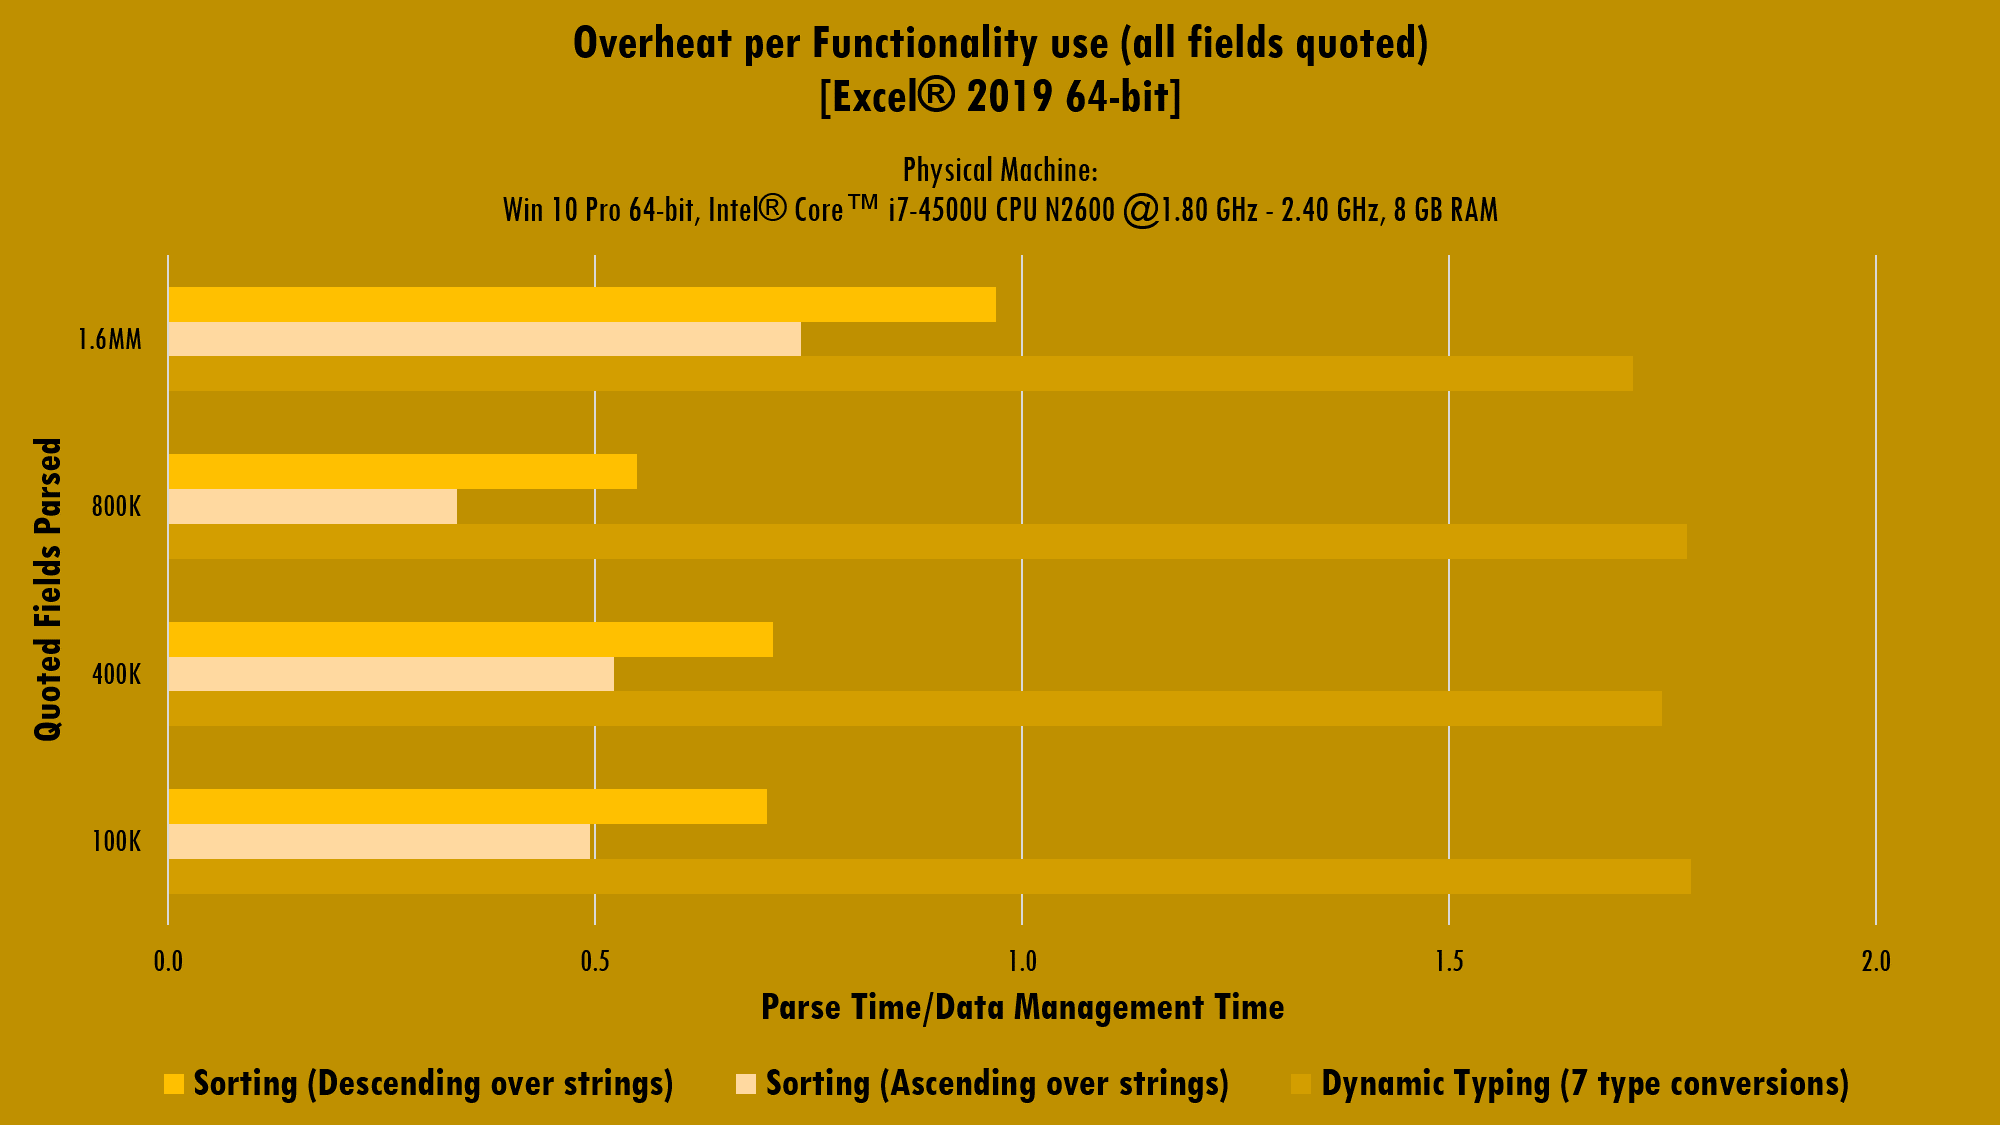 Overheat per Functionality use (all fields quoted)
[Excel® 2019 64-bit]
Physical Machine:
Win 10 Pro 64-bit, Intel® Core™ i7-4500U CPU N2600 @1.80 GHz - 2.40 GHz, 8 GB RAM
Quoted Fields Parsed
1.6MM
800K
400K
100K
0.0 0.5 1.0 1.5 2.0
Parse Time/Data Management Time
Sorting (Descending over strings) Sorting (Ascending over strings) Dynamic Typing (7 type conversions)